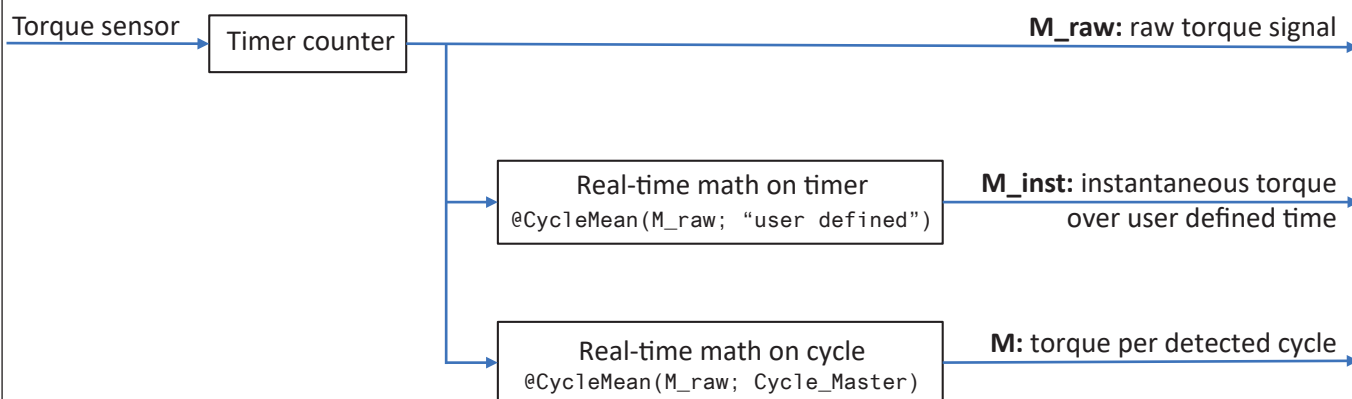 Torque sensor
Timer counter
M_raw: raw torque signal
Real-time math on timer
@CycleMean(M_raw; “user defined”)
M_inst: instantaneous torque
over user defined time
Real-time math on cycle
@CycleMean(M_raw; Cycle_Master)
M: torque per detected cycle